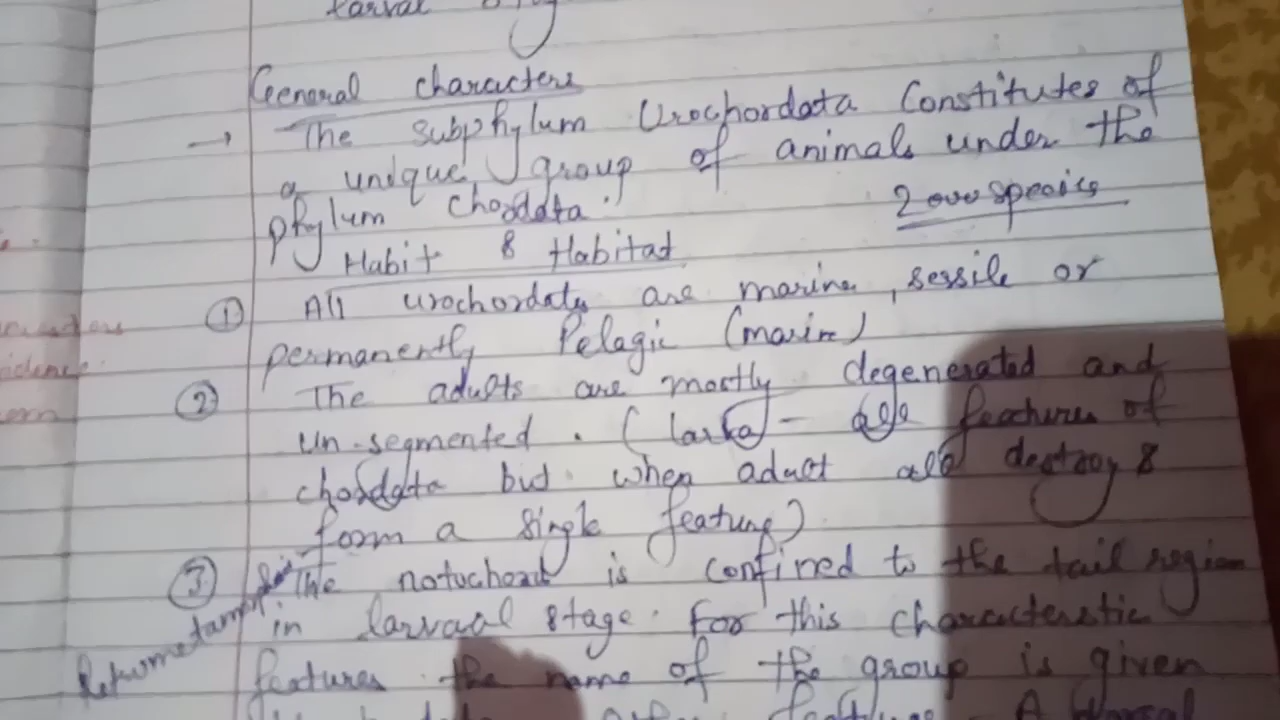 larval
General characters
→ The subphylum Urochordata Constitutes of
a unique group of animals under the
phylum Chordata.
2000 species
Habit & Habitat
① All urochordata are marine, sessile or
permanently Pelagic (marin)
② The adults are mostly degenerated and
un-segmented. (larva) - all features of
chordata but when adult all destroy &
form a single feature)
③ The notochord is confined to the tail region
in larvaal stage. For this characterstic
features the name of the group is given